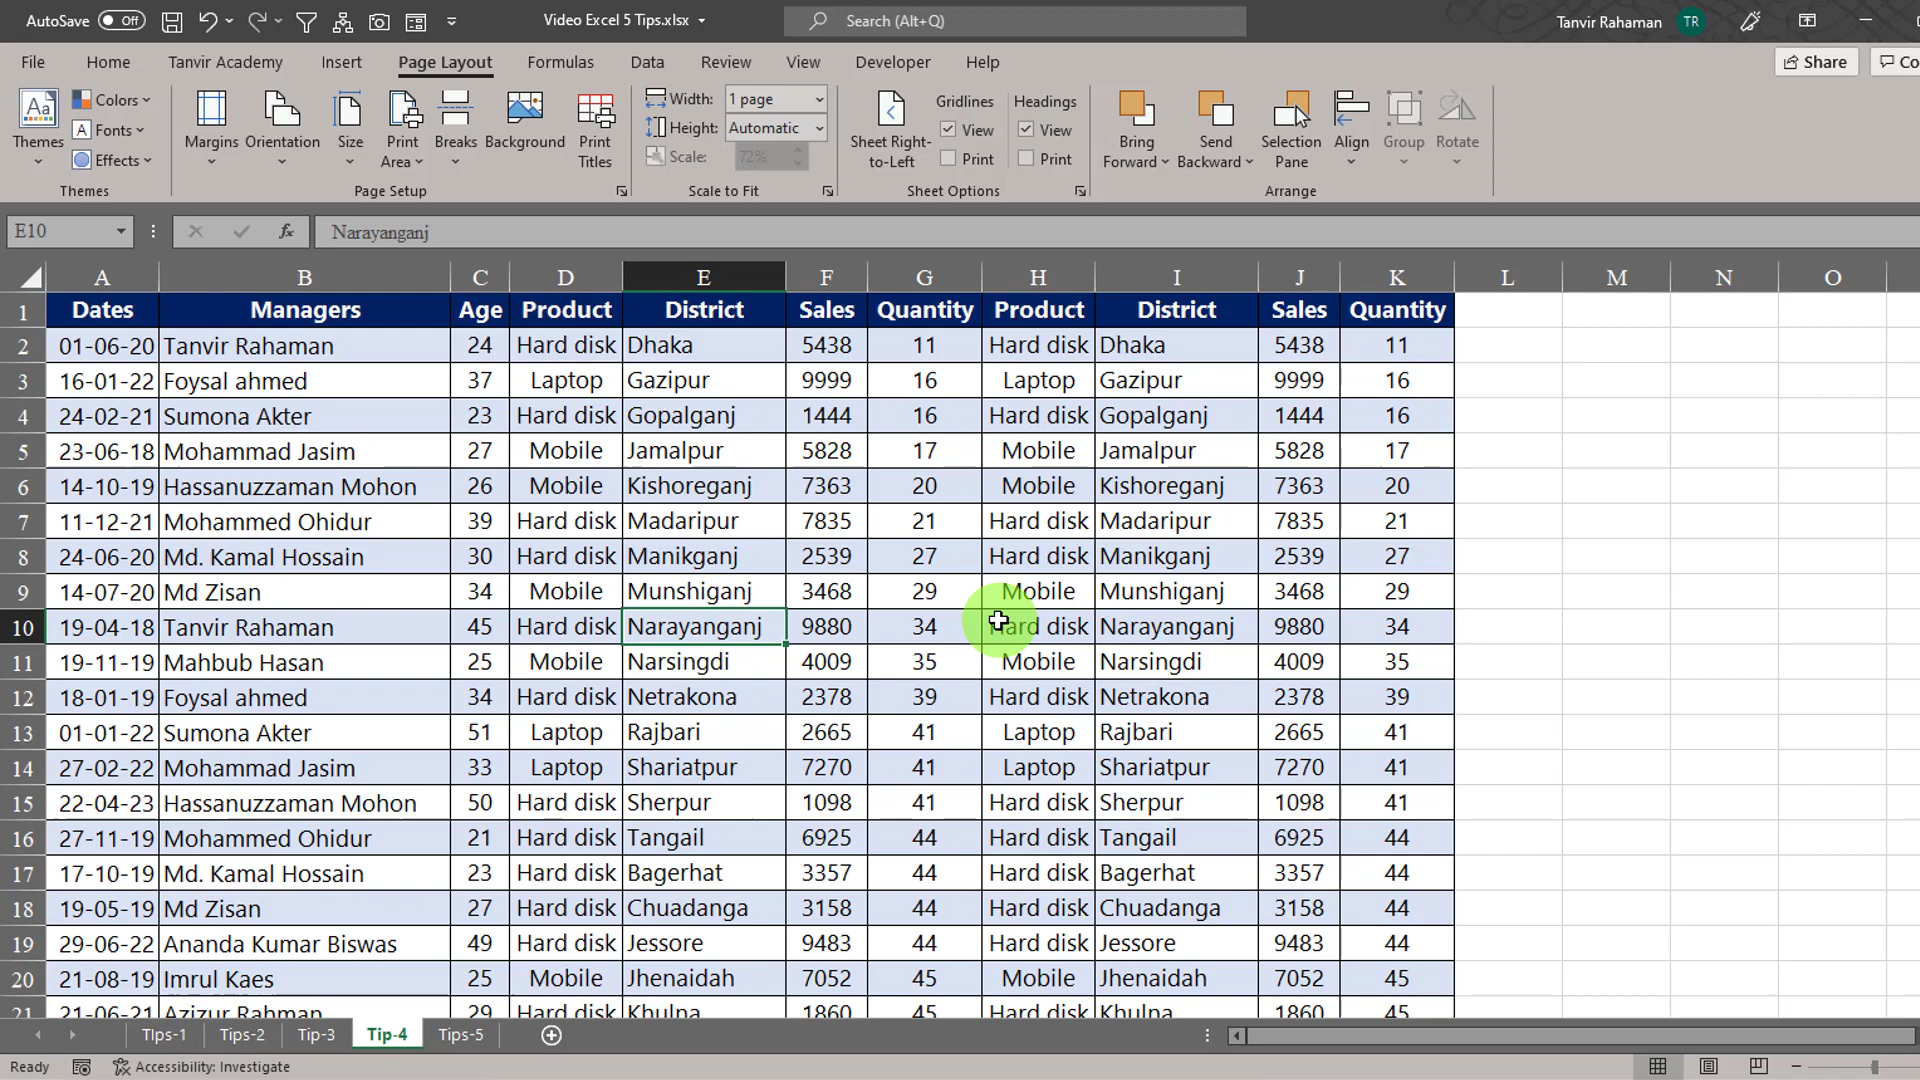 AutoSave Off Video Excel 5 Tips.xlsx Search (Alt+Q) Tanvir Rahaman TR
File Home Tanvir Academy Insert Page Layout Formulas Data Review View Developer Help Share Co
Themes Colors Fonts Effects
Themes
Margins Orientation Size Print Area Breaks Background Print Titles
Page Setup
Width: 1 page
Height: Automatic
Scale: 72%
Scale to Fit
Sheet Right-to-Left
Gridlines Headings
View View
Print Print
Sheet Options
Bring Forward Send Backward Selection Pane Align Group Rotate
Arrange
E10 fx Narayanganj
A B C D E F G H I J K L M N O
1 Dates Managers Age Product District Sales Quantity Product District Sales Quantity
2 01-06-20 Tanvir Rahaman 24 Hard disk Dhaka 5438 11 Hard disk Dhaka 5438 11
3 16-01-22 Foysal ahmed 37 Laptop Gazipur 9999 16 Laptop Gazipur 9999 16
4 24-02-21 Sumona Akter 23 Hard disk Gopalganj 1444 16 Hard disk Gopalganj 1444 16
5 23-06-18 Mohammad Jasim 27 Mobile Jamalpur 5828 17 Mobile Jamalpur 5828 17
6 14-10-19 Hassanuzzaman Mohon 26 Mobile Kishoreganj 7363 20 Mobile Kishoreganj 7363 20
7 11-12-21 Mohammed Ohidur 39 Hard disk Madaripur 7835 21 Hard disk Madaripur 7835 21
8 24-06-20 Md. Kamal Hossain 30 Hard disk Manikganj 2539 27 Hard disk Manikganj 2539 27
9 14-07-20 Md Zisan 34 Mobile Munshiganj 3468 29 Mobile Munshiganj 3468 29
10 19-04-18 Tanvir Rahaman 45 Hard disk Narayanganj 9880 34 Hard disk Narayanganj 9880 34
11 19-11-19 Mahbub Hasan 25 Mobile Narsingdi 4009 35 Mobile Narsingdi 4009 35
12 18-01-19 Foysal ahmed 34 Hard disk Netrakona 2378 39 Hard disk Netrakona 2378 39
13 01-01-22 Sumona Akter 51 Laptop Rajbari 2665 41 Laptop Rajbari 2665 41
14 27-02-22 Mohammad Jasim 33 Laptop Shariatpur 7270 41 Laptop Shariatpur 7270 41
15 22-04-23 Hassanuzzaman Mohon 50 Hard disk Sherpur 1098 41 Hard disk Sherpur 1098 41
16 27-11-19 Mohammed Ohidur 21 Hard disk Tangail 6925 44 Hard disk Tangail 6925 44
17 17-10-19 Md. Kamal Hossain 23 Hard disk Bagerhat 3357 44 Hard disk Bagerhat 3357 44
18 19-05-19 Md Zisan 27 Hard disk Chuadanga 3158 44 Hard disk Chuadanga 3158 44
19 29-06-22 Ananda Kumar Biswas 49 Hard disk Jessore 9483 44 Hard disk Jessore 9483 44
20 21-08-19 Imrul Kaes 25 Mobile Jhenaidah 7052 45 Mobile Jhenaidah 7052 45
21 21-06-21 Azizur Rahman 29 Hard disk Khulna 1860 45 Hard disk Khulna 1860 45
TIps-1 Tips-2 Tip-3 Tip-4 Tips-5
Ready Accessibility: Investigate